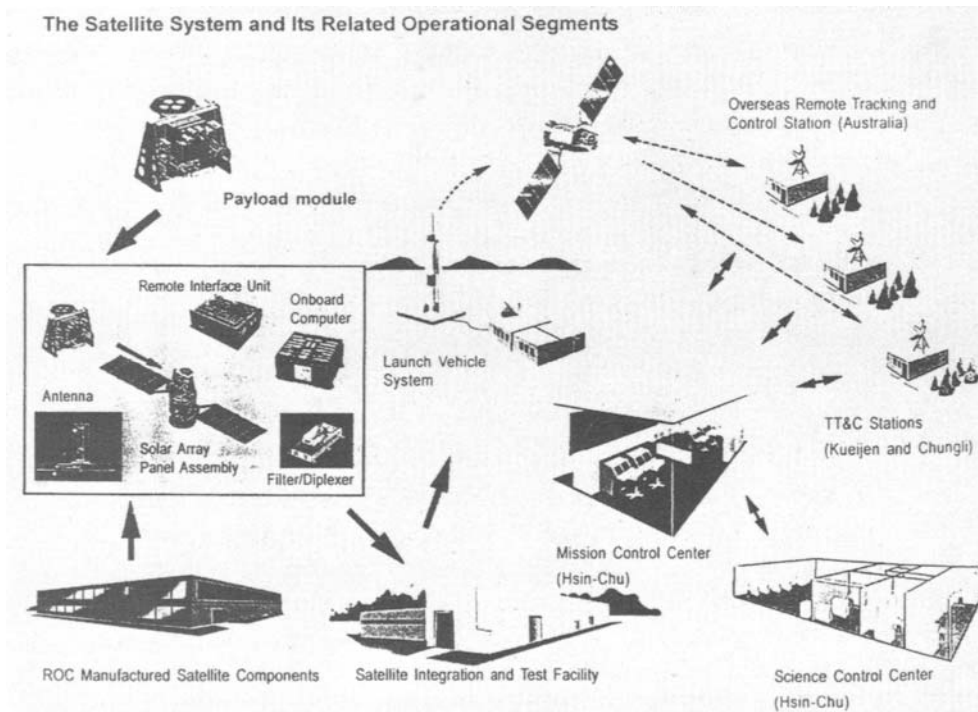 The Satellite System and Its Related Operational Segments
Overseas Remote Tracking and
Control Station (Australia)
Payload module
Remote Interface Unit
Onboard
Computer
Launch Vehicle
System
Antenna
Solar Array
Panel Assembly
Filter/Diplexer
TT&C Stations
(Kueijen and Chungli)
Mission Control Center
(Hsin-Chu)
ROC Manufactured Satellite Components
Satellite Integration and Test Facility
Science Control Center
(Hsin-Chu)